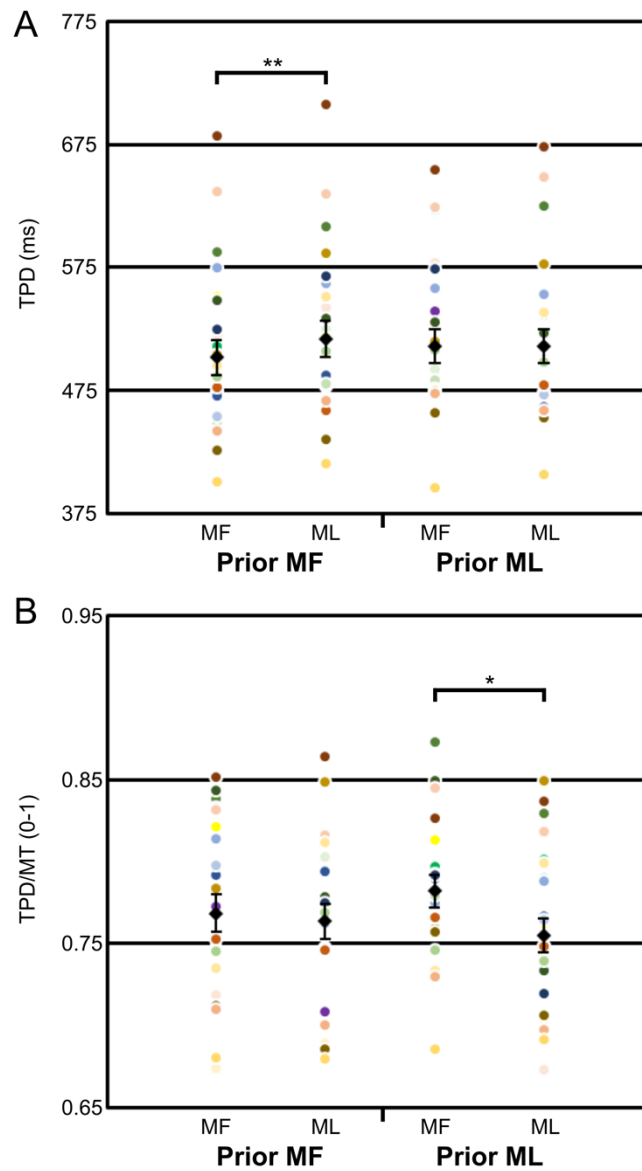 A
775
**
675
TPD (ms)
575
475
375
MF ML MF ML
Prior MF Prior ML
B
0.95
*
0.85
TPD/MT (0-1)
0.75
0.65
MF ML MF ML
Prior MF Prior ML